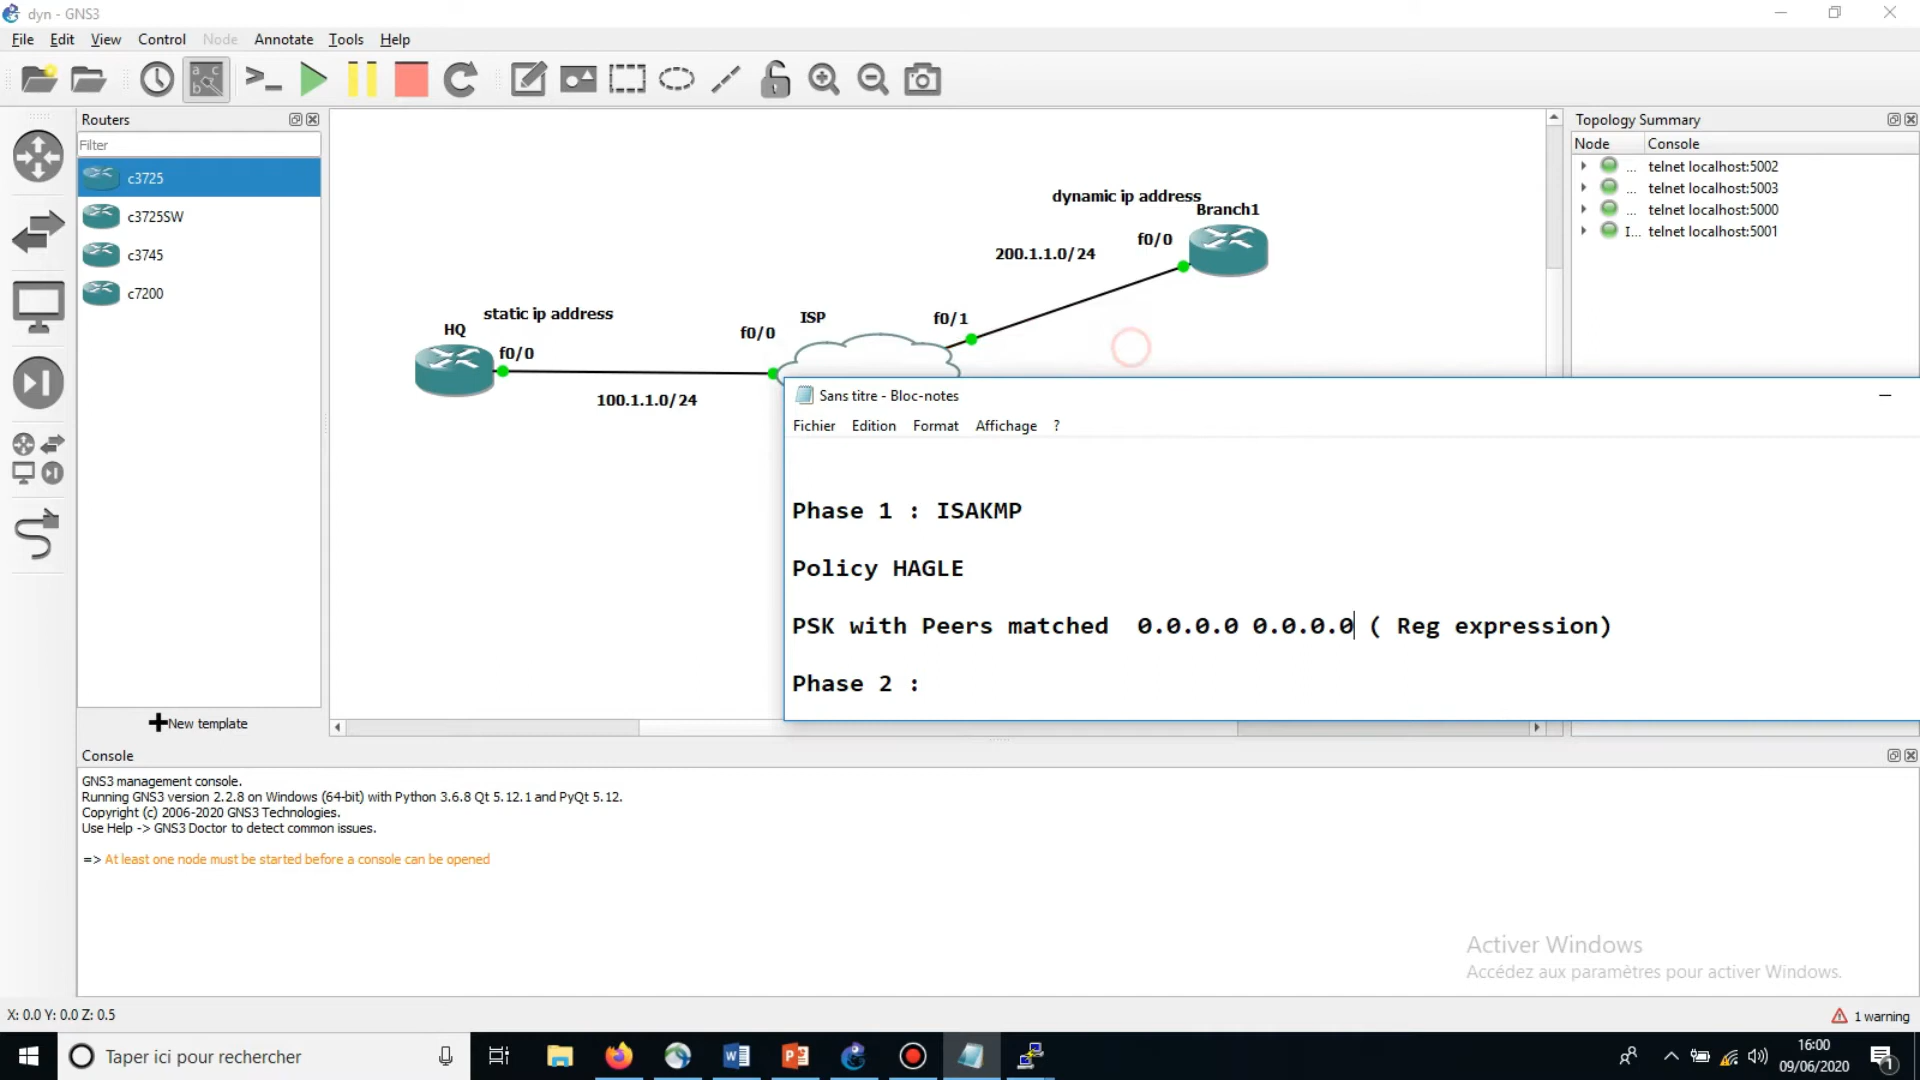 dyn - GNS3
File Edit View Control Node Annotate Tools Help
Routers
Filter
c3725
c3725SW
c3745
c7200
New template
dynamic ip address
Branch1
f0/0
200.1.1.0/24
static ip address
HQ
f0/0
100.1.1.0/24
f0/0
ISP
f0/1
Topology Summary
Node Console
... telnet localhost:5002
... telnet localhost:5003
... telnet localhost:5000
I... telnet localhost:5001
Sans titre - Bloc-notes
Fichier Edition Format Affichage ?
Phase 1 : ISAKMP
Policy HAGLE
PSK with Peers matched 0.0.0.0 0.0.0.0 ( Reg expression)
Phase 2 :
Console
GNS3 management console.
Running GNS3 version 2.2.8 on Windows (64-bit) with Python 3.6.8 Qt 5.12.1 and PyQt 5.12.
Copyright (c) 2006-2020 GNS3 Technologies.
Use Help -> GNS3 Doctor to detect common issues.
=> At least one node must be started before a console can be opened
Activer Windows
Accédez aux paramètres pour activer Windows.
X: 0.0 Y: 0.0 Z: 0.5
1 warning
Taper ici pour rechercher
16:00
09/06/2020
1